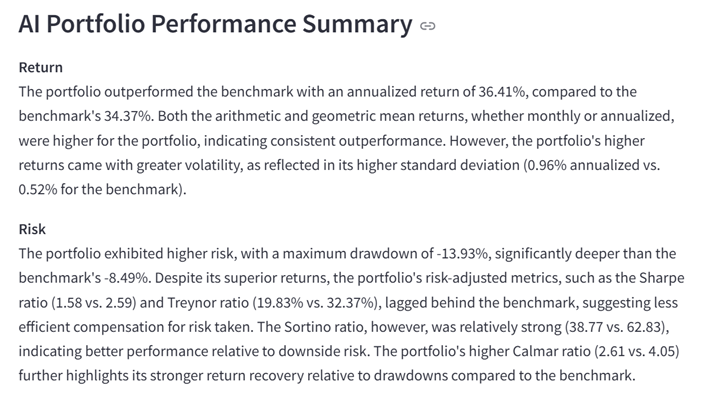 AI Portfolio Performance Summary
Return
The portfolio outperformed the benchmark with an annualized return of 36.41%, compared to the
benchmark's 34.37%. Both the arithmetic and geometric mean returns, whether monthly or annualized,
were higher for the portfolio, indicating consistent outperformance. However, the portfolio's higher
returns came with greater volatility, as reflected in its higher standard deviation (0.96% annualized vs.
0.52% for the benchmark).
Risk
The portfolio exhibited higher risk, with a maximum drawdown of -13.93%, significantly deeper than the
benchmark's -8.49%. Despite its superior returns, the portfolio's risk-adjusted metrics, such as the Sharpe
ratio (1.58 vs. 2.59) and Treynor ratio (19.83% vs. 32.37%), lagged behind the benchmark, suggesting less
efficient compensation for risk taken. The Sortino ratio, however, was relatively strong (38.77 vs. 62.83),
indicating better performance relative to downside risk. The portfolio's higher Calmar ratio (2.61 vs. 4.05)
further highlights its stronger return recovery relative to drawdowns compared to the benchmark.